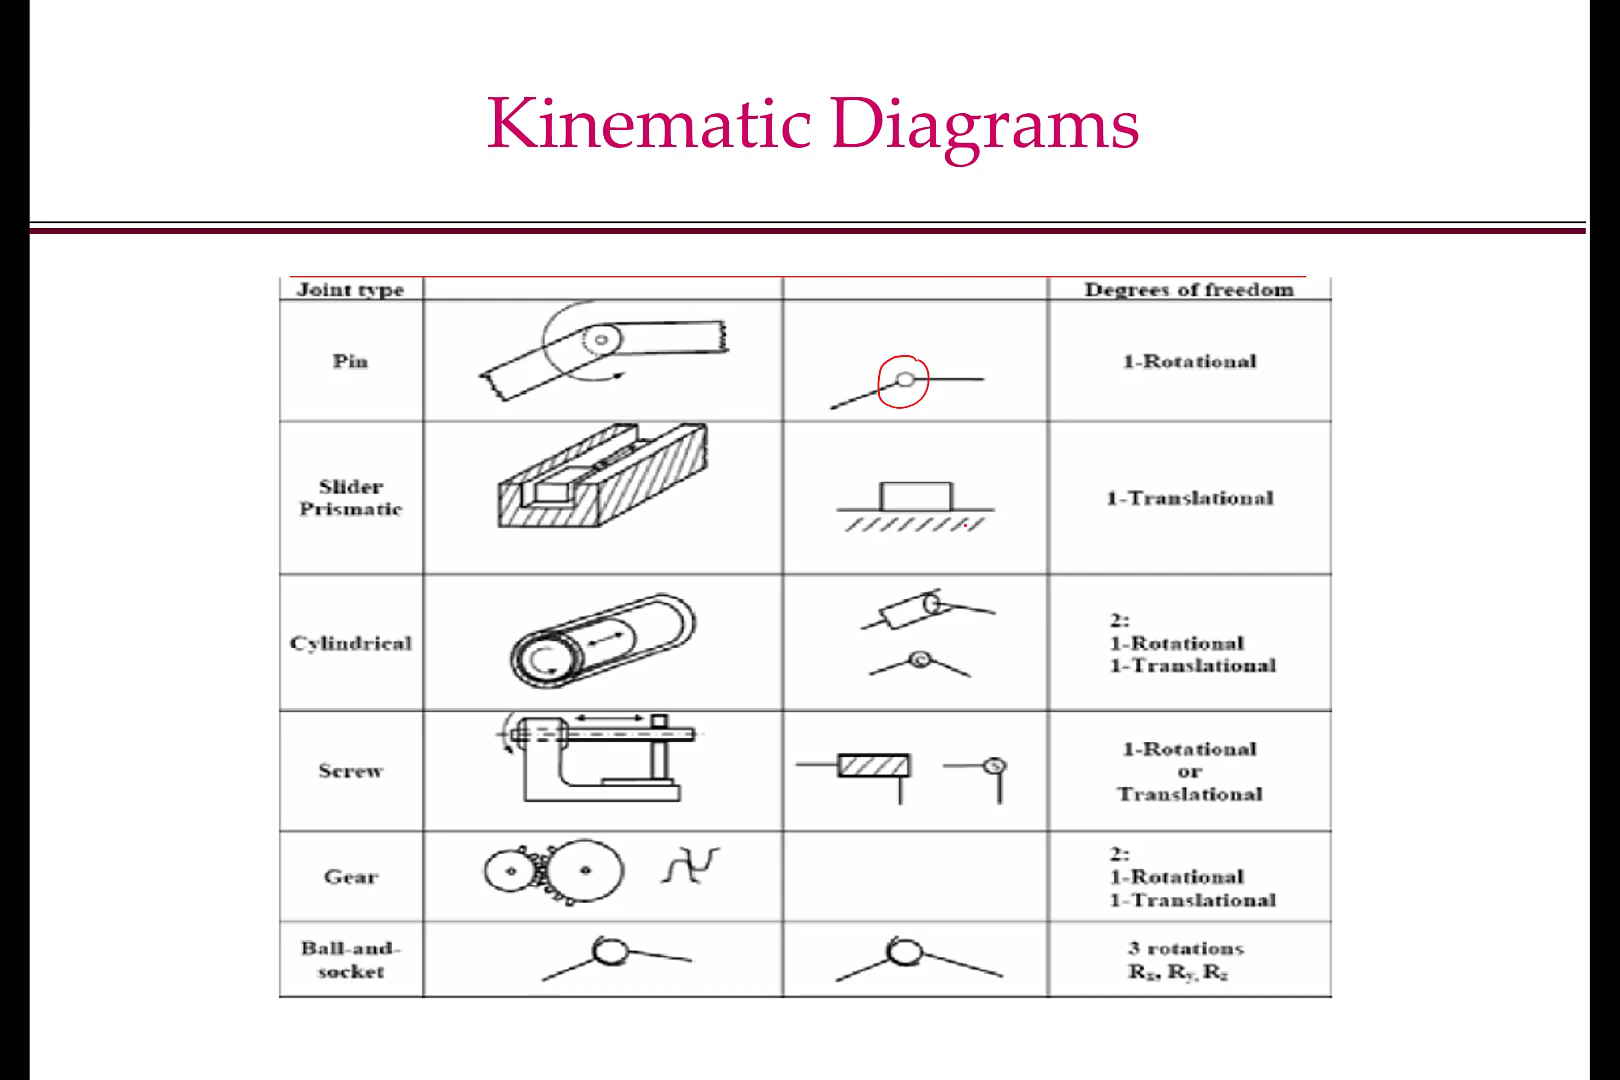 Kinematic Diagrams
Joint type
Degrees of freedom
Pin
1-Rotational
Slider
Prismatic
1-Translational
Cylindrical
2:
1-Rotational
1-Translational
Screw
1-Rotational
or
Translational
Gear
2:
1-Rotational
1-Translational
Ball-and-
socket
3 rotations
Rx, Ry, Rz